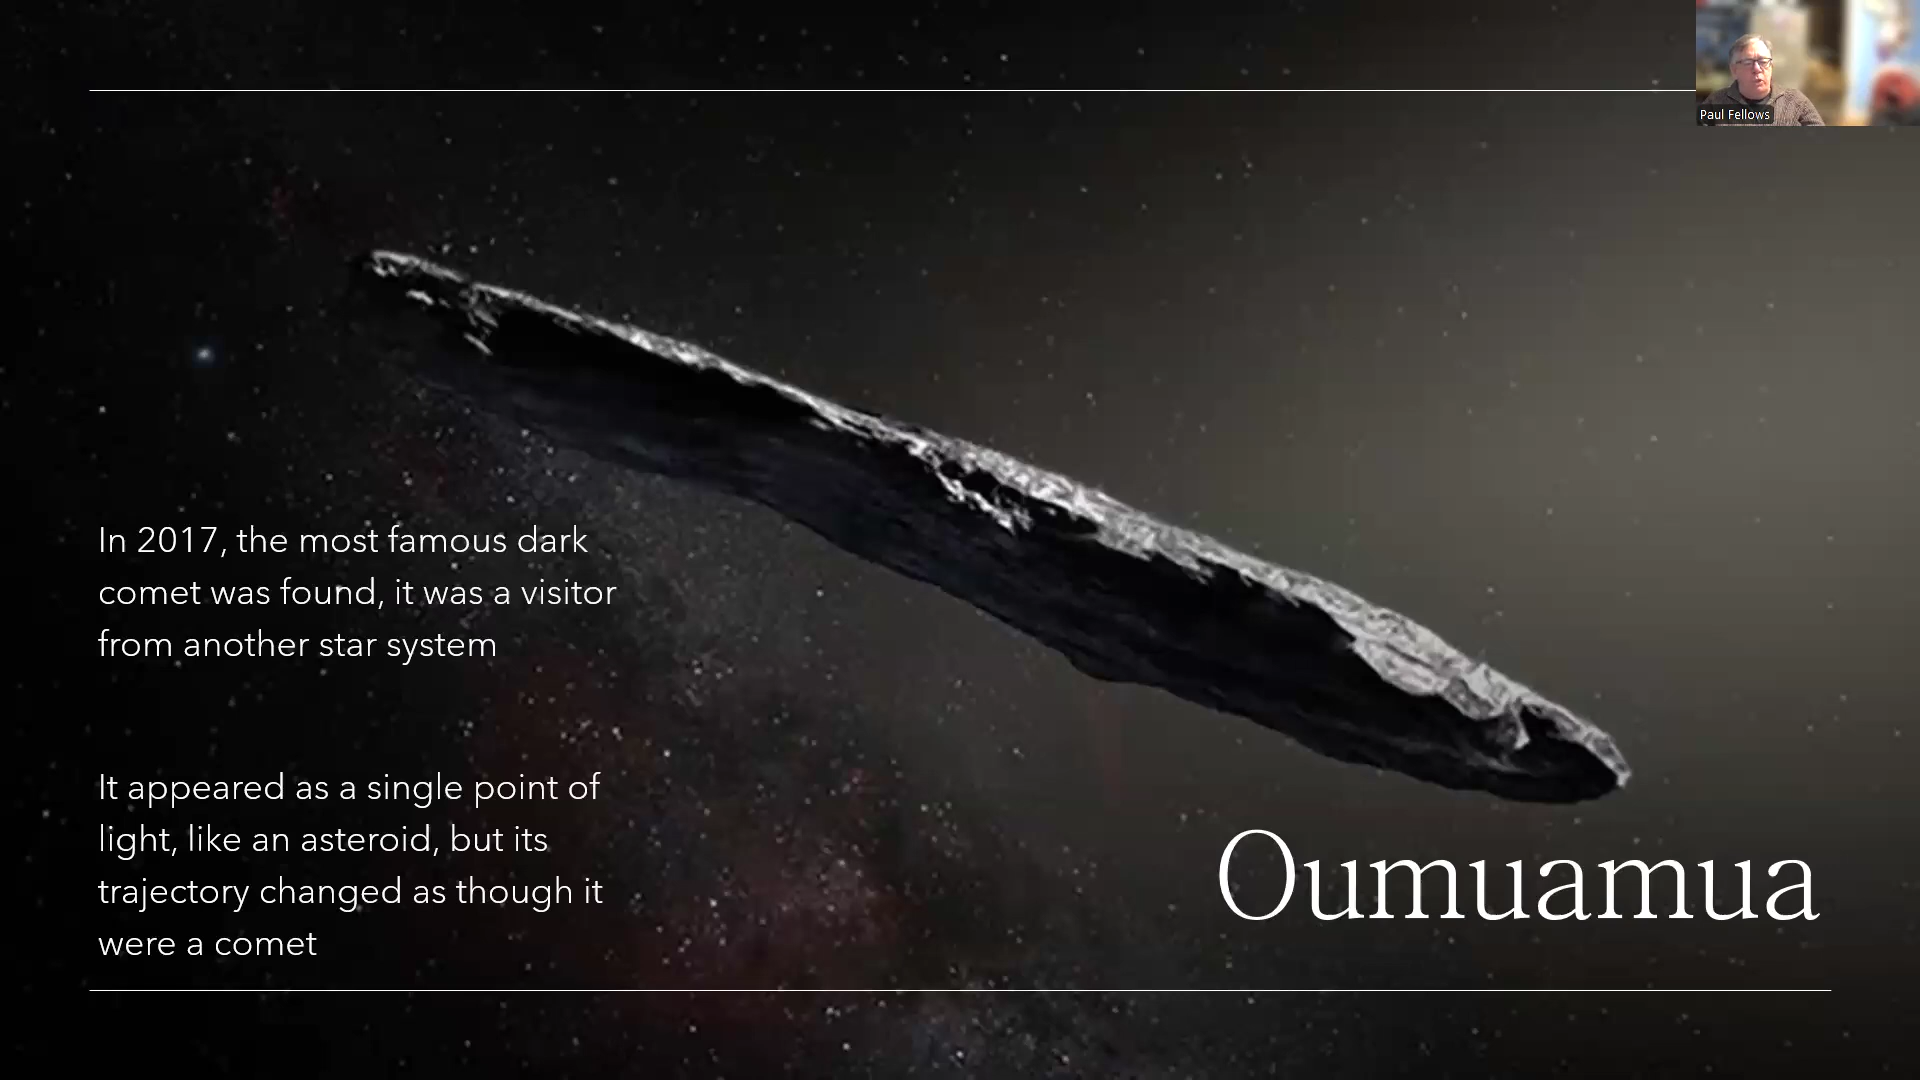 Paul Fellows
In 2017, the most famous dark
comet was found, it was a visitor
from another star system
It appeared as a single point of
light, like an asteroid, but its
trajectory changed as though it
were a comet
Oumuamua